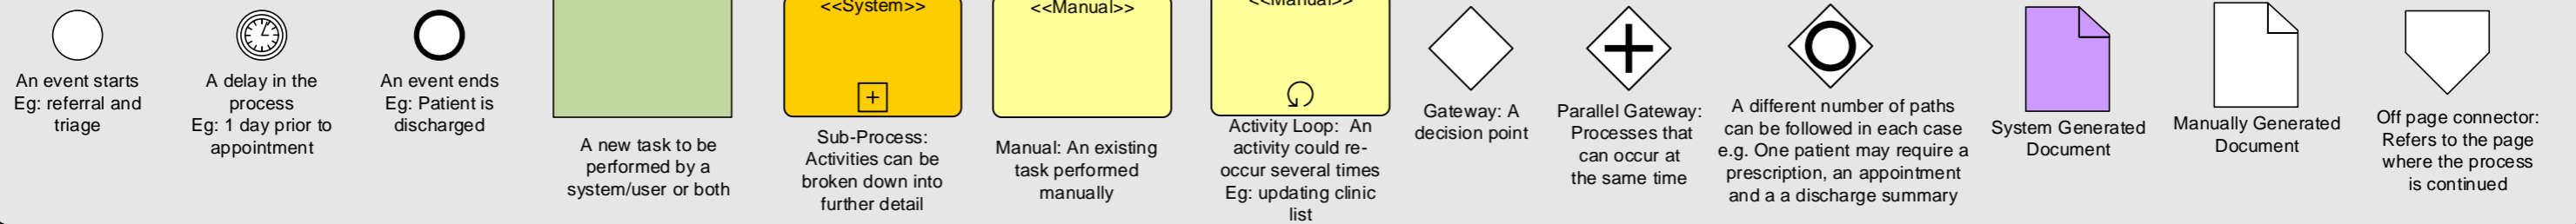 <<System>>
<<Manual>>
<<Manual>>
An event starts
Eg: referral and
triage
A delay in the
process
Eg: 1 day prior to
appointment
An event ends
Eg: Patient is
discharged
A new task to be
performed by a
system/user or both
Sub-Process:
Activities can be
broken down into
further detail
Manual: An existing
task performed
manually
Activity Loop:  An
activity could re-
occur several times
Eg: updating clinic
list
Gateway: A
decision point
Parallel Gateway:
Processes that
can occur at
the same time
A different number of paths
can be followed in each case
e.g. One patient may require a
prescription, an appointment
and a a discharge summary
System Generated
Document
Manually Generated
Document
Off page connector:
Refers to the page
where the process
is continued